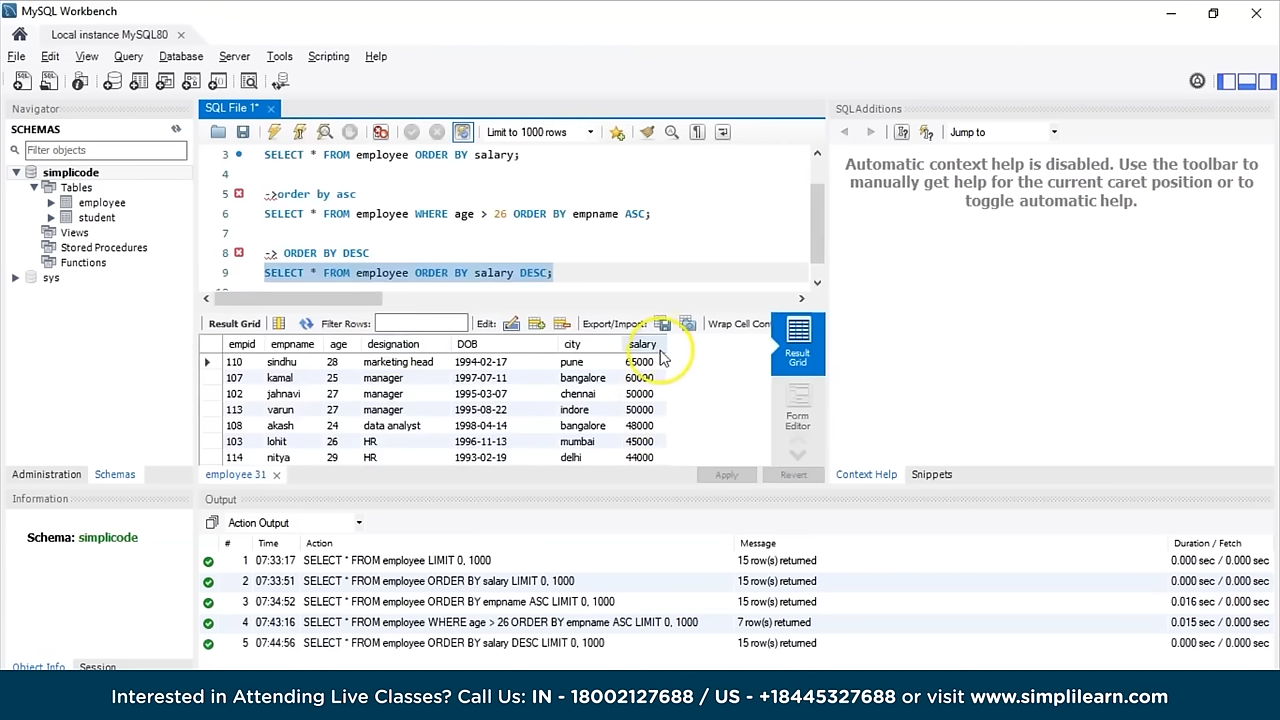 MySQL Workbench
Local instance MySQL80
File Edit View Query Database Server Tools Scripting Help
Navigator
SCHEMAS
Filter objects
simplicode
Tables
employee
student
Views
Stored Procedures
Functions
sys
Administration Schemas
Information
Schema: simplicode
Object Info Session
SQL File 1*
Limit to 1000 rows
3 SELECT * FROM employee ORDER BY salary;
4
5 ->order by asc
6 SELECT * FROM employee WHERE age > 26 ORDER BY empname ASC;
7
8 -> ORDER BY DESC
9 SELECT * FROM employee ORDER BY salary DESC;
Result Grid Filter Rows: Edit: Export/Import: Wrap Cell Con
empid empname age designation DOB city salary
110 sindhu 28 marketing head 1994-02-17 pune 65000
107 kamal 25 manager 1997-07-11 bangalore 60000
102 jahnavi 27 manager 1995-03-07 chennai 50000
113 varun 27 manager 1995-08-22 indore 50000
108 akash 24 data analyst 1998-04-14 bangalore 48000
103 lohit 26 HR 1996-11-13 mumbai 45000
114 nitya 29 HR 1993-02-19 delhi 44000
Result
Grid
Form
Editor
employee 31
Apply Revert
SQLAdditions
Jump to
Automatic context help is disabled. Use the toolbar to
manually get help for the current caret position or to
toggle automatic help.
Context Help Snippets
Output
Action Output
# Time Action Message Duration / Fetch
1 07:33:17 SELECT * FROM employee LIMIT 0, 1000 15 row(s) returned 0.000 sec / 0.000 sec
2 07:33:51 SELECT * FROM employee ORDER BY salary LIMIT 0, 1000 15 row(s) returned 0.000 sec / 0.000 sec
3 07:34:52 SELECT * FROM employee ORDER BY empname ASC LIMIT 0, 1000 15 row(s) returned 0.016 sec / 0.000 sec
4 07:43:16 SELECT * FROM employee WHERE age > 26 ORDER BY empname ASC LIMIT 0, 1000 7 row(s) returned 0.015 sec / 0.000 sec
5 07:44:56 SELECT * FROM employee ORDER BY salary DESC LIMIT 0, 1000 15 row(s) returned 0.000 sec / 0.000 sec
Interested in Attending Live Classes? Call Us: IN - 18002127688 / US - +18445327688 or visit www.simplilearn.com